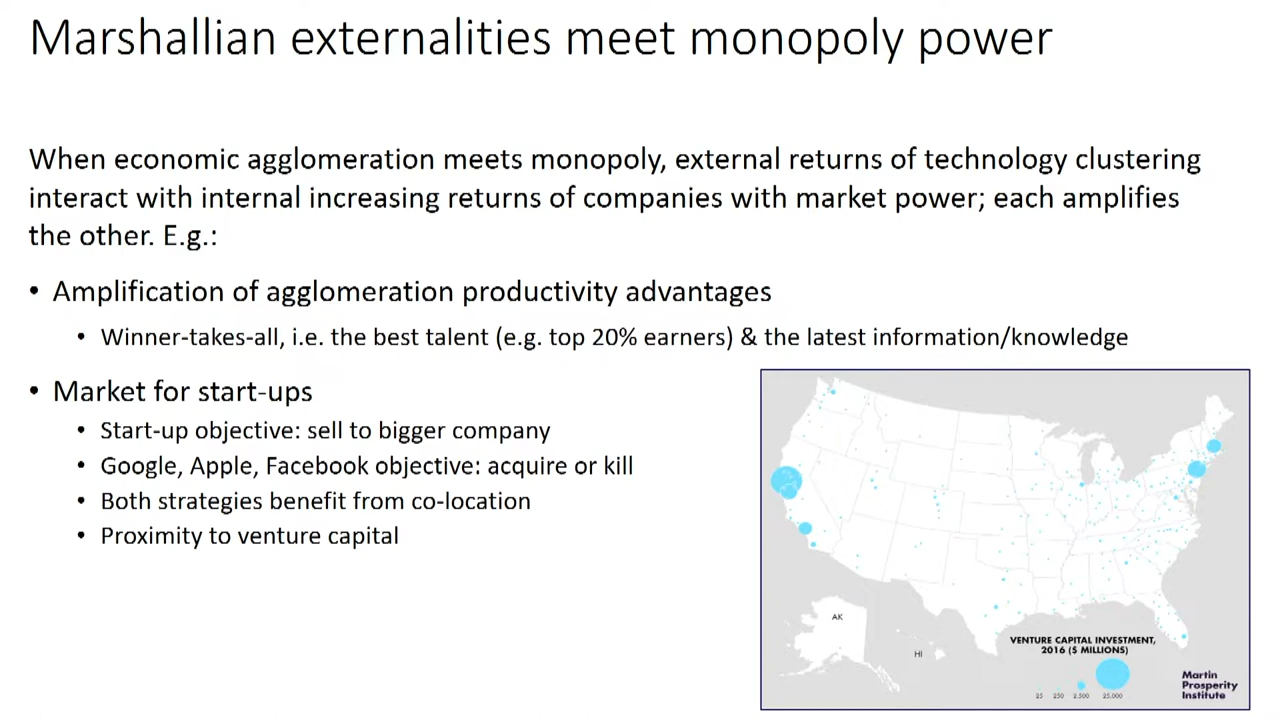 Marshallian externalities meet monopoly power
When economic agglomeration meets monopoly, external returns of technology clustering
interact with internal increasing returns of companies with market power; each amplifies
the other. E.g.:
• Amplification of agglomeration productivity advantages
• Winner-takes-all, i.e. the best talent (e.g. top 20% earners) & the latest information/knowledge
• Market for start-ups
• Start-up objective: sell to bigger company
• Google, Apple, Facebook objective: acquire or kill
• Both strategies benefit from co-location
• Proximity to venture capital
AK
HI
VENTURE CAPITAL INVESTMENT,
2016 ($ MILLIONS)
25 250 2,500 25,000
Martin
Prosperity
Institute